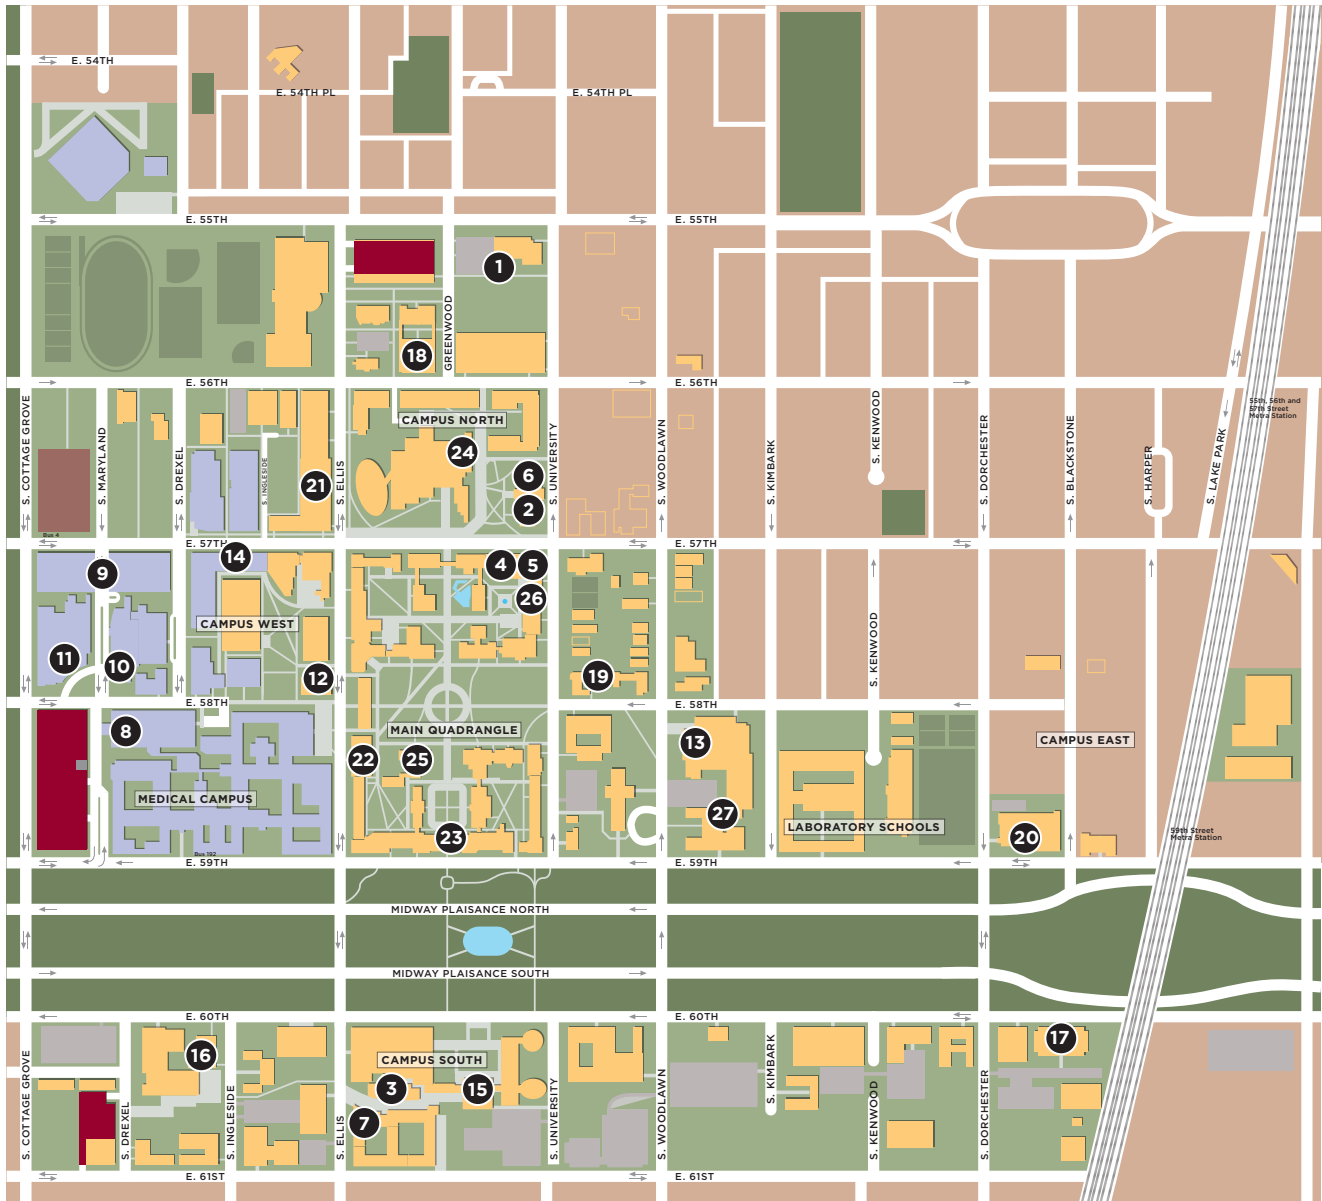 E. 54TH
E. 54TH PL
E. 54TH PL
E. 55TH
E. 55TH
1
GREENWOOD
18
E. 56TH
E. 56TH
S. COTTAGE GROVE
S. MARYLAND
S. DREXEL
S. INGLESIDE
S. ELLIS
S. UNIVERSITY
S. WOODLAWN
S. KIMBARK
S. KENWOOD
S. DORCHESTER
S. BLACKSTONE
S. HARPER
S. LAKE PARK
55th, 56th and
57th Street
Metra Station
CAMPUS NORTH
24
21
6
2
Bus 4
E. 57TH
E. 57TH
14
9
4
5
26
CAMPUS WEST
S. KENWOOD
11
10
12
19
E. 58TH
E. 58TH
8
MAIN QUADRANGLE
13
CAMPUS EAST
22
25
MEDICAL CAMPUS
27
LABORATORY SCHOOLS
23
20
59th Street
Metra Station
Bus 192
E. 59TH
E. 59TH
MIDWAY PLAISANCE NORTH
MIDWAY PLAISANCE SOUTH
E. 60TH
E. 60TH
16
CAMPUS SOUTH
17
3
15
7
S. COTTAGE GROVE
S. DREXEL
S. INGLESIDE
S. ELLIS
S. UNIVERSITY
S. WOODLAWN
S. KIMBARK
S. KENWOOD
S. DORCHESTER
E. 61ST
E. 61ST